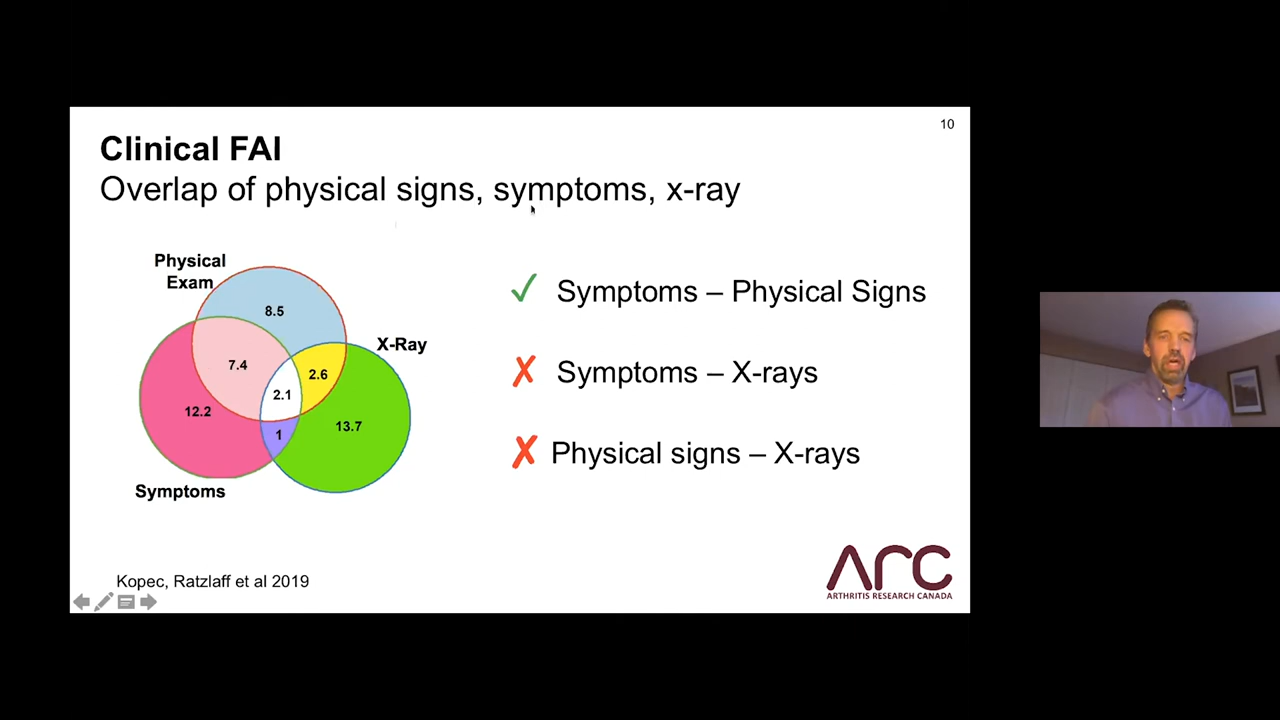 10
Clinical FAI
Overlap of physical signs, symptoms, x-ray
Physical
Exam
8.5
X-Ray
7.4
2.6
2.1
12.2
13.7
1
Symptoms
✓ Symptoms – Physical Signs
✗ Symptoms – X-rays
✗ Physical signs – X-rays
Kopec, Ratzlaff et al 2019
ARC
ARTHRITIS RESEARCH CANADA